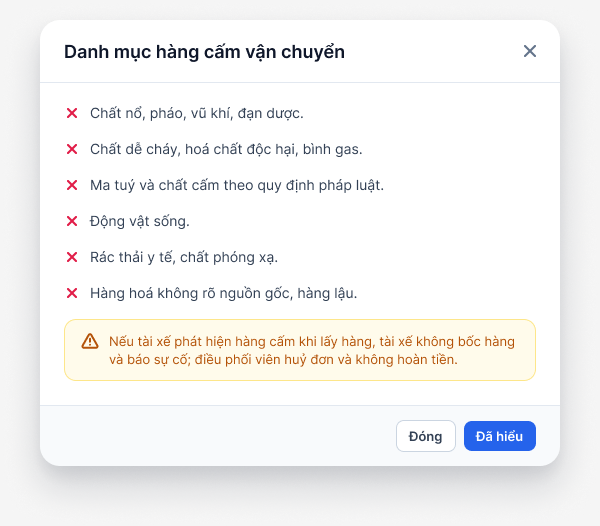 Danh mục hàng cấm vận chuyển
Chất nổ, pháo, vũ khí, đạn dược.
Chất dễ cháy, hoá chất độc hại, bình gas.
Ma tuý và chất cấm theo quy định pháp luật.
Động vật sống.
Rác thải y tế, chất phóng xạ.
Hàng hoá không rõ nguồn gốc, hàng lậu.
Nếu tài xế phát hiện hàng cấm khi lấy hàng, tài xế không bốc hàng
và báo sự cố; điều phối viên huỷ đơn và không hoàn tiền.
Đóng
Đã hiểu